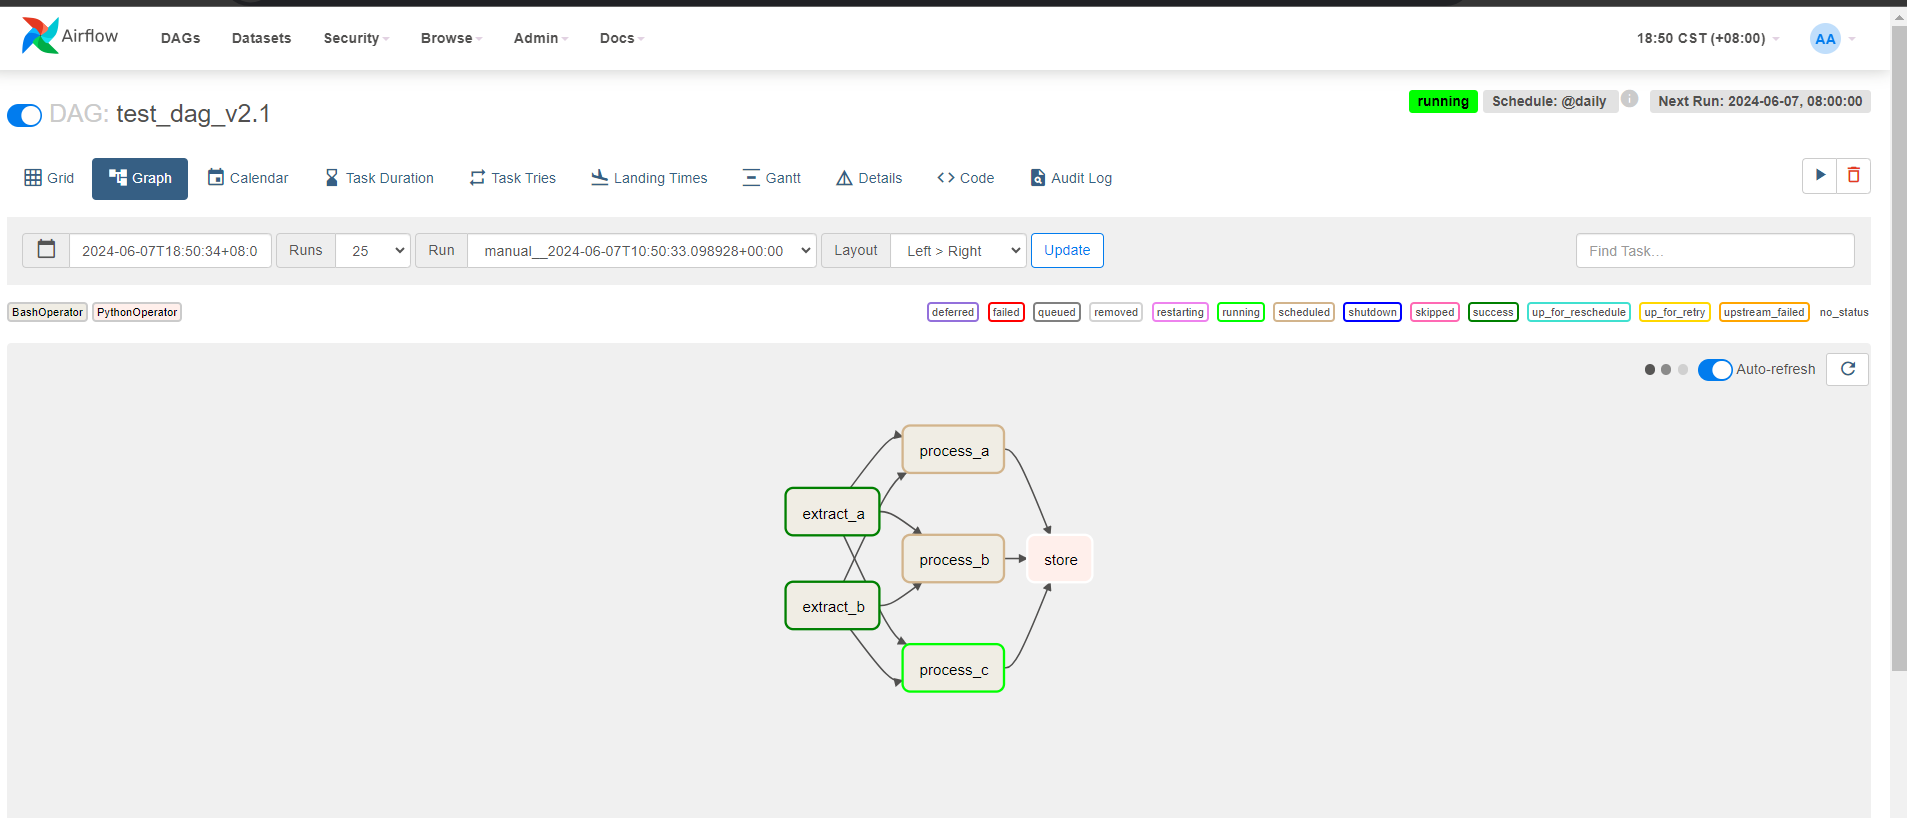 Airflow DAGs Datasets Security Browse Admin Docs 18:50 CST (+08:00) AA
DAG: test_dag_v2.1 running Schedule: @daily i Next Run: 2024-06-07, 08:00:00
Grid Graph Calendar Task Duration Task Tries Landing Times Gantt Details Code Audit Log
2024-06-07T18:50:34+08:0 Runs 25 Run manual__2024-06-07T10:50:33.098928+00:00 Layout Left > Right Update Find Task...
BashOperator PythonOperator deferred failed queued removed restarting running scheduled shutdown skipped success up_for_reschedule up_for_retry upstream_failed no_status
Auto-refresh
process_a
extract_a
process_b
store
extract_b
process_c